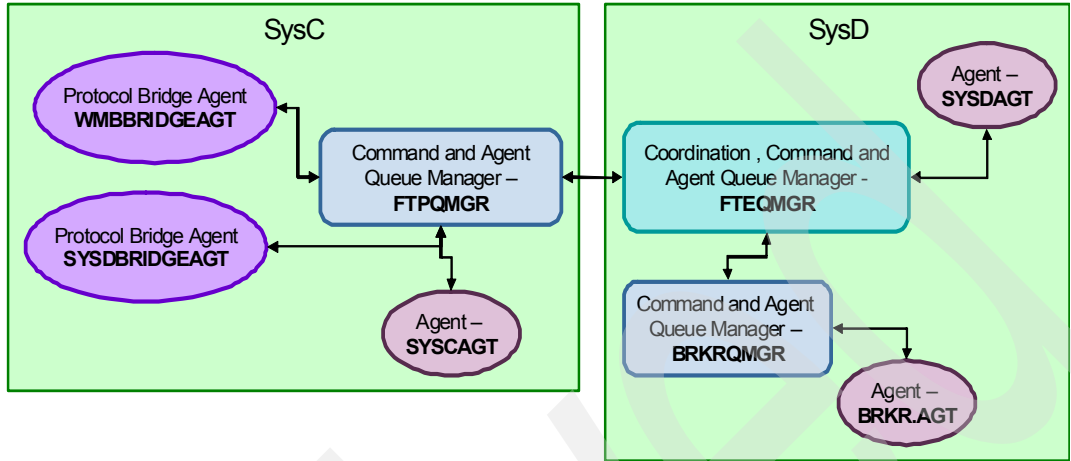 SysC
Protocol Bridge Agent
WMBBRIDGEAGT
Command and Agent
Queue Manager –
FTPQMGR
Protocol Bridge Agent
SYSDBRIDGEAGT
Agent –
SYSCAGT
SysD
Agent –
SYSDAGT
Coordination , Command and
Agent Queue Manager -
FTEQMGR
Command and Agent
Queue Manager –
BRKRQMGR
Agent –
BRKR.AGT